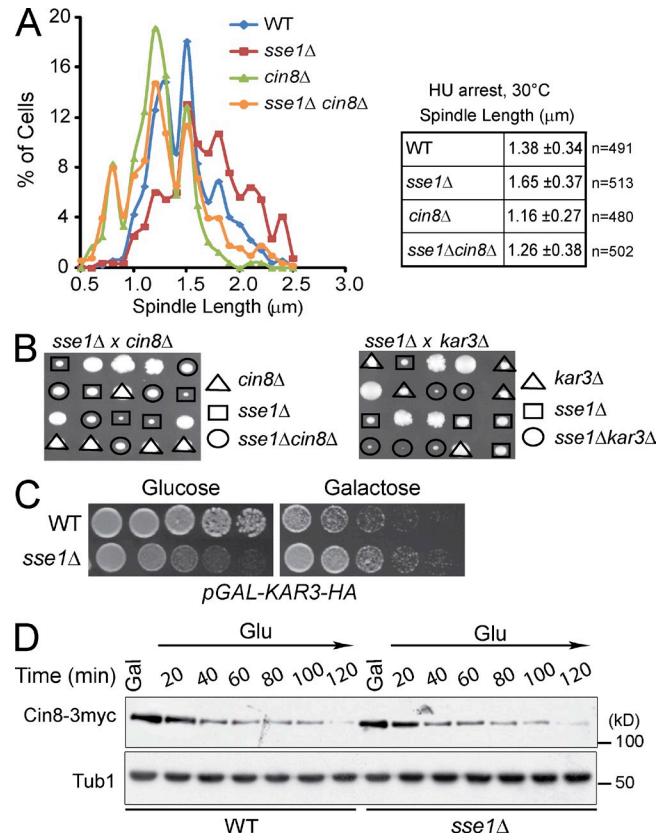 A
% of Cells
20
16
12
8
4
0
0.5 1.0 1.5 2.0 2.5 3.0
Spindle Length (μm)
WT
sse1Δ
cin8Δ
sse1Δ cin8Δ
HU arrest, 30°C
Spindle Length (μm)
WT 1.38 ±0.34 n=491
sse1Δ 1.65 ±0.37 n=513
cin8Δ 1.16 ±0.27 n=480
sse1Δcin8Δ 1.26 ±0.38 n=502
B
sse1Δ x cin8Δ
cin8Δ
sse1Δ
sse1Δcin8Δ
sse1Δ x kar3Δ
kar3Δ
sse1Δ
sse1Δkar3Δ
C
Glucose Galactose
WT
sse1Δ
pGAL-KAR3-HA
D
Glu Glu
Time (min) Gal 20 40 60 80 100 120 Gal 20 40 60 80 100 120
Cin8-3myc
(kD)
100
Tub1
50
WT sse1Δ